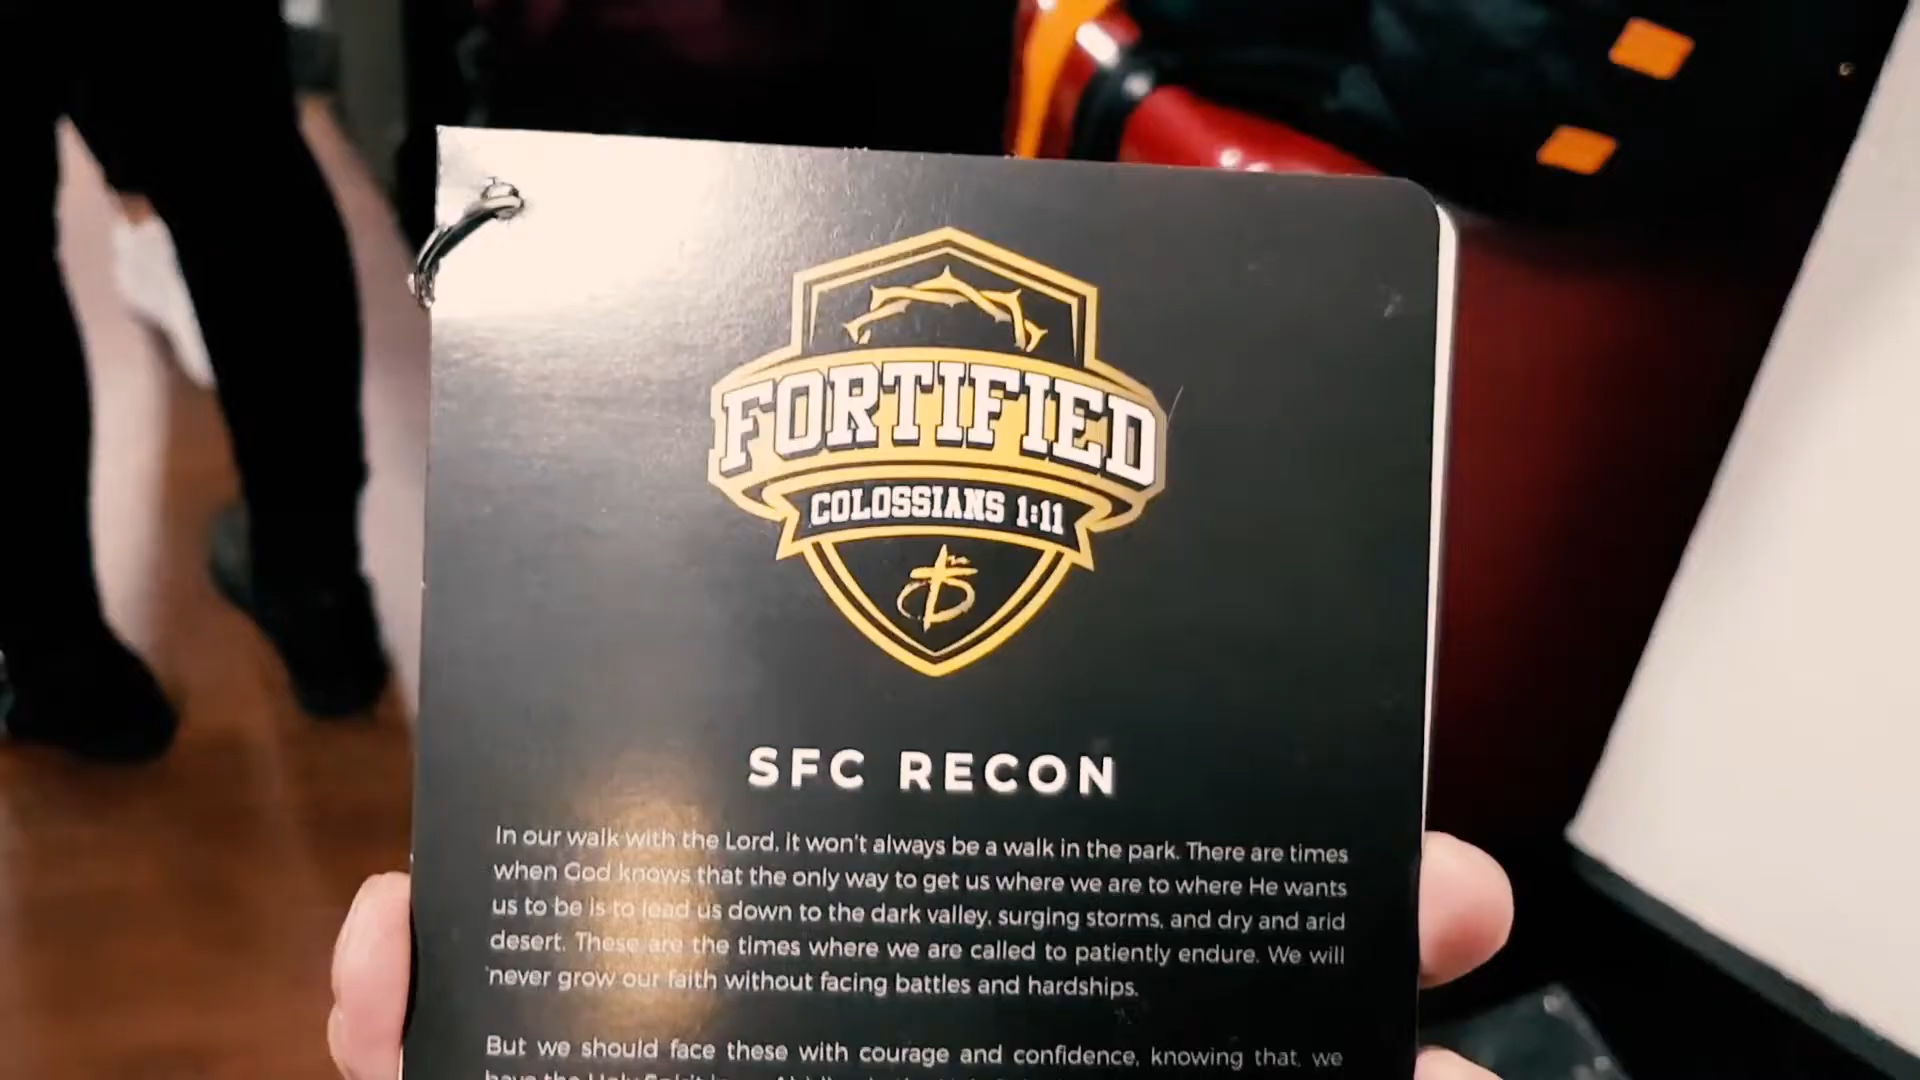 FORTIFIED
COLOSSIANS 1:11
SFC RECON
In our walk with the Lord, it won't always be a walk in the park. There are times
when God knows that the only way to get us where we are to where He wants
us to be is to lead us down to the dark valley, surging storms, and dry and arid
desert. These are the times where we are called to patiently endure. We will
never grow our faith without facing battles and hardships.
But we should face these with courage and confidence, knowing that, we
have the Holy Spirit